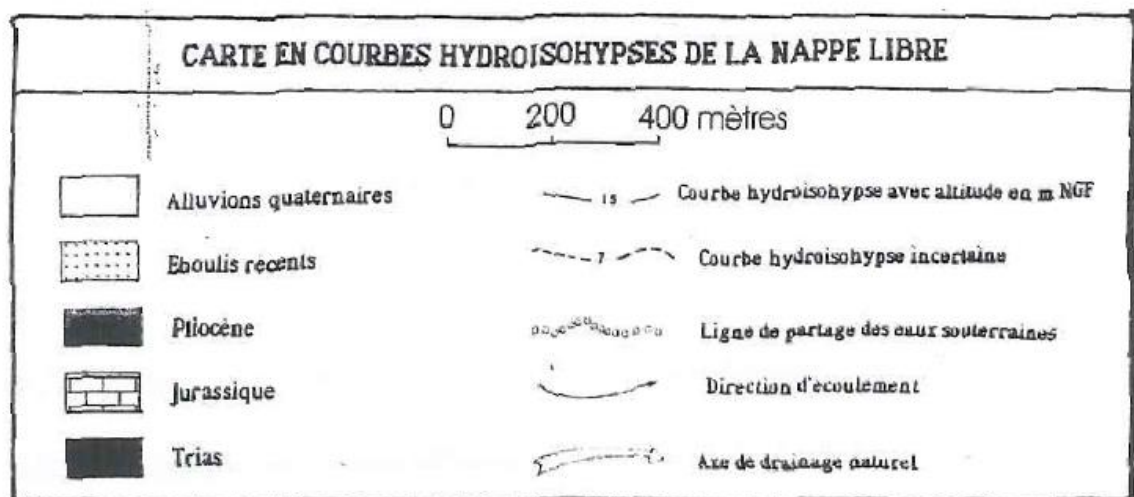 CARTE EN COURBES HYDROISOHYPSES DE LA NAPPE LIBRE
0 200 400 mètres
Alluvions quaternaires
15
Courbe hydroisohypse avec altitude en m NGF
Eboulis récents
7
Courbe hydroisohypse incertaine
Pliocène
Ligne de partage des eaux souterraines
Jurassique
Direction d'écoulement
Trias
Axe de drainage naturel